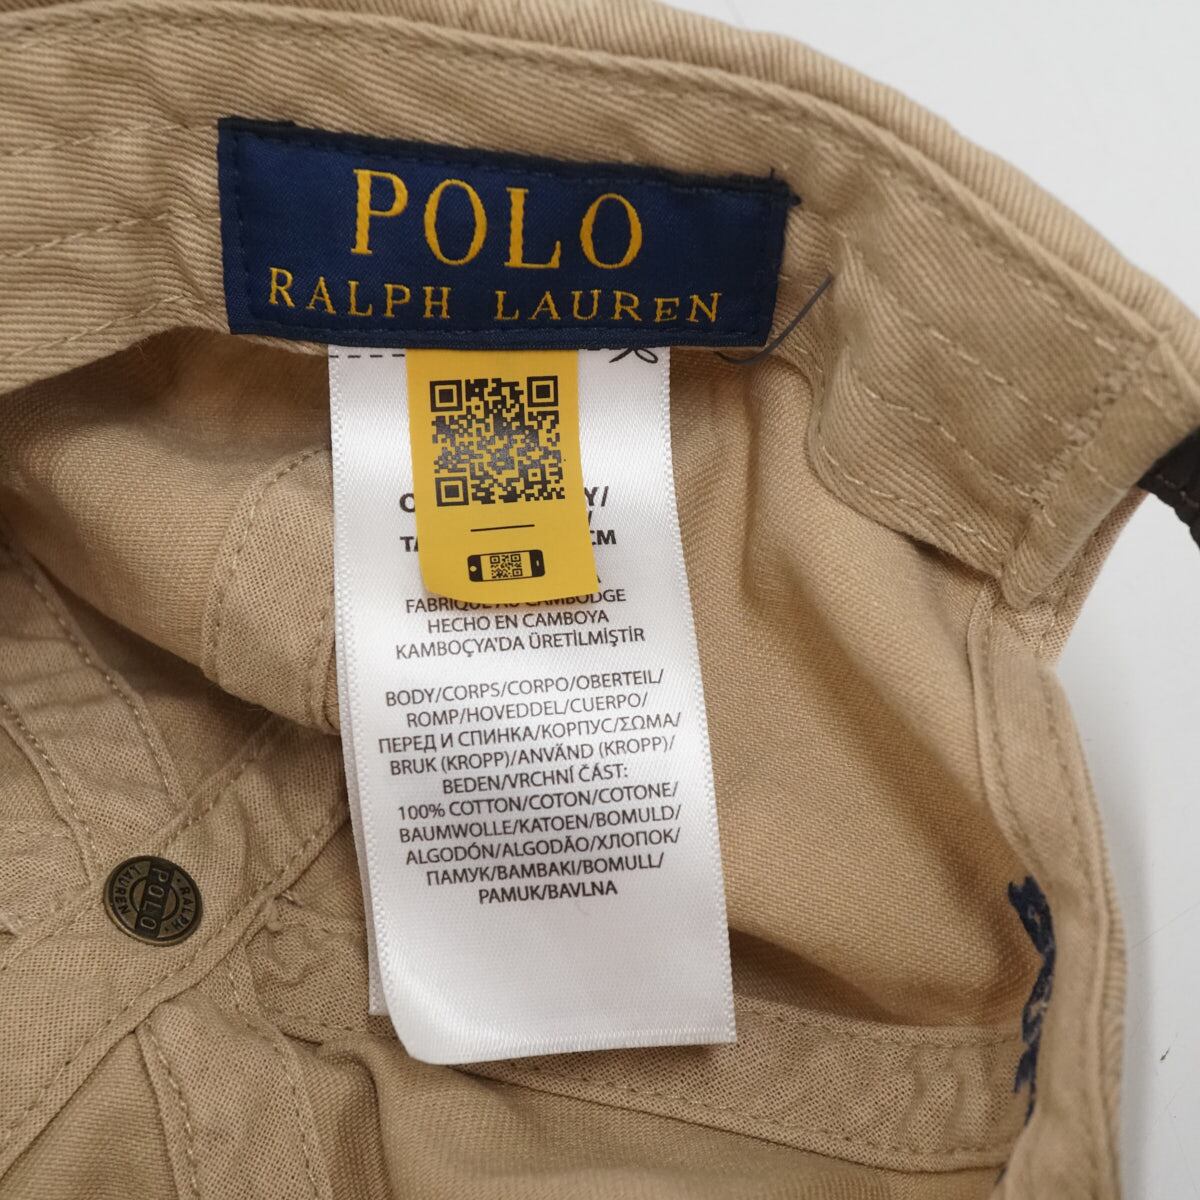 POLO
RALPH LAUREN
CM
FABRIQUÉ AU CAMBODGE
HECHO EN CAMBOYA
KAMBOÇYA'DA ÜRETİLMİŞTİR
BODY/CORPS/CORPO/OBERTEIL/
ROMP/HOVEDDEL/CUERPO/
ПЕРЕД И СПИНКА/КОРПУС/ΣΩΜΑ/
BRUK (KROPP)/ANVÄND (KROPP)/
BEDEN/VRCHNÍ ČÁST:
100% COTTON/COTON/COTONE/
BAUMWOLLE/KATOEN/BOMULD/
ALGODÓN/ALGODÃO/ХЛОПОК/
ПАМУК/BAMBAKI/BOMULL/
PAMUK/BAVLNA
RALPH
POLO
LAUREN